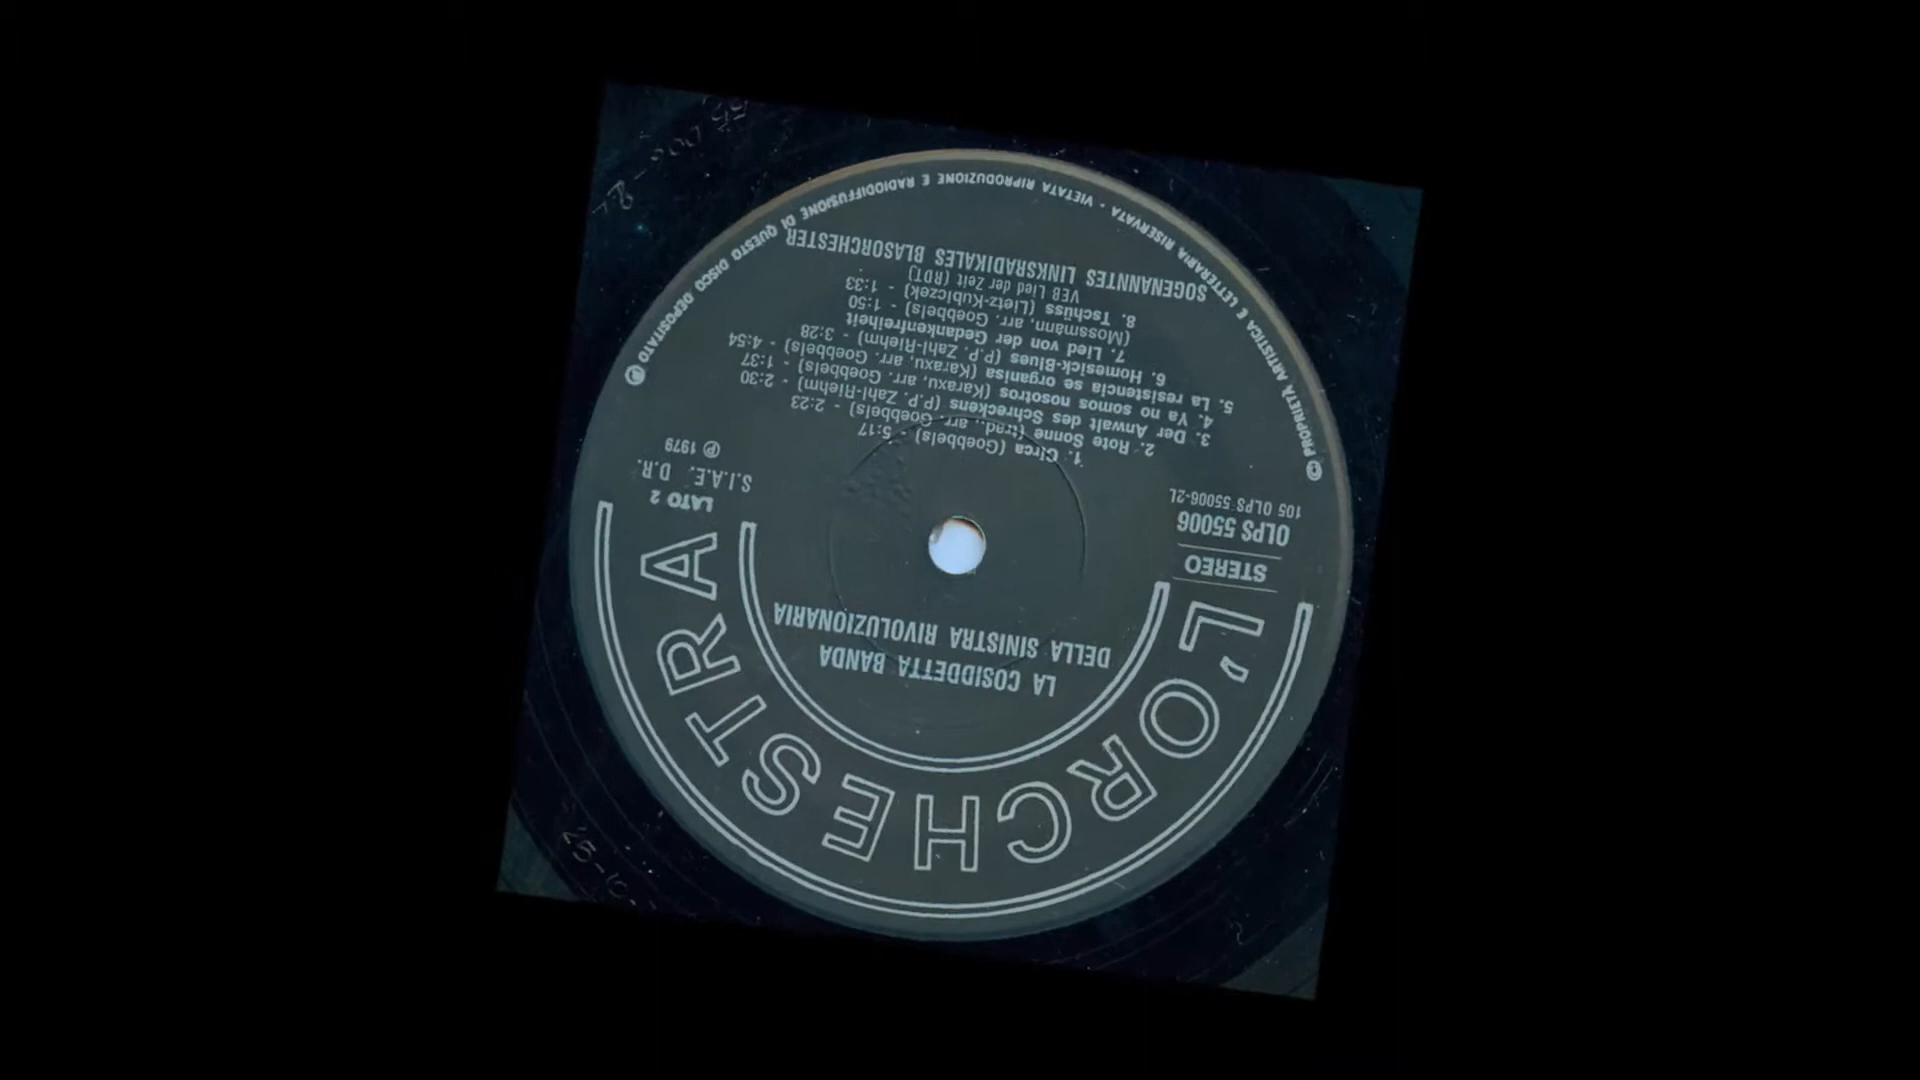 L'ORCHESTRA
LA COSIDDETTA BANDA
DELLA SINISTRA RIVOLUZIONARIA
STEREO
OLPS 55006
105 OLPS 55006-2L
LATO 2
S.I.A.E. D.R.
Ⓟ 1979
1. Circa (Goebbels) - 5:17
2. Rote Sonne (trad., arr. Goebbels) - 2:23
3. Der Anwalt des Schreckens (P.P. Zahl-Riehm) - 2:30
4. Ya no somos nosotros (Karaxu, arr. Goebbels) - 1:37
5. La resistencia se organisa (Karaxu, arr. Goebbels) - 4:54
6. Homesick-Blues (P.P. Zahl-Riehm) - 3:28
7. Lied von der Gedankenfreiheit
(Mossmann, arr. Goebbels) - 1:50
8. Tschüss (Lietz-Kubiczek) - 1:33
VEB Lied der Zeit (RDT)
SOGENANNTES LINKSRADIKALES BLASORCHESTER
PROPRIETÀ ARTISTICA E LETTERARIA RISERVATA - VIETATA RIPRODUZIONE E RADIODIFFUSIONE DI QUESTO DISCO DEPOSITATO